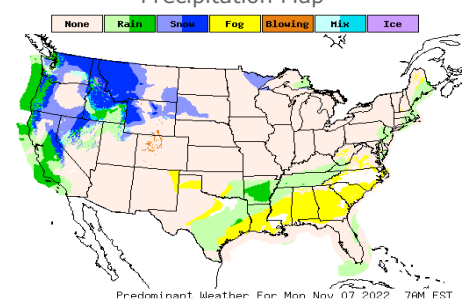 Precipitation Map
None Rain Snow Fog Blowing Mix Ice
Predominant Weather For Mon Nov 07 2022 7AM EST